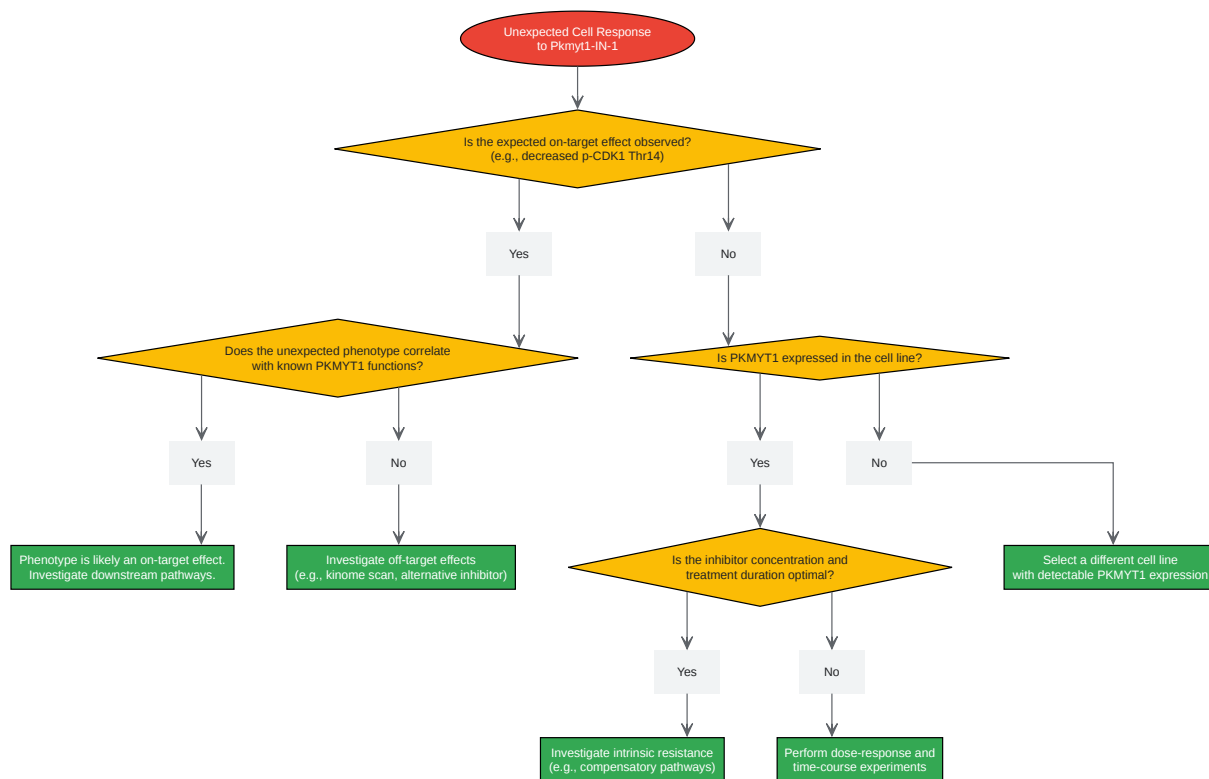 Unexpected Cell Response
to Pkmyt1-IN-1
Is the expected on-target effect observed?
(e.g., decreased p-CDK1 Thr14)
Yes
No
Does the unexpected phenotype correlate
with known PKMYT1 functions?
Is PKMYT1 expressed in the cell line?
Yes
No
Yes
No
Phenotype is likely an on-target effect.
Investigate downstream pathways.
Investigate off-target effects
(e.g., kinome scan, alternative inhibitor)
Is the inhibitor concentration and
treatment duration optimal?
Select a different cell line
with detectable PKMYT1 expression
Yes
No
Investigate intrinsic resistance
(e.g., compensatory pathways)
Perform dose-response and
time-course experiments